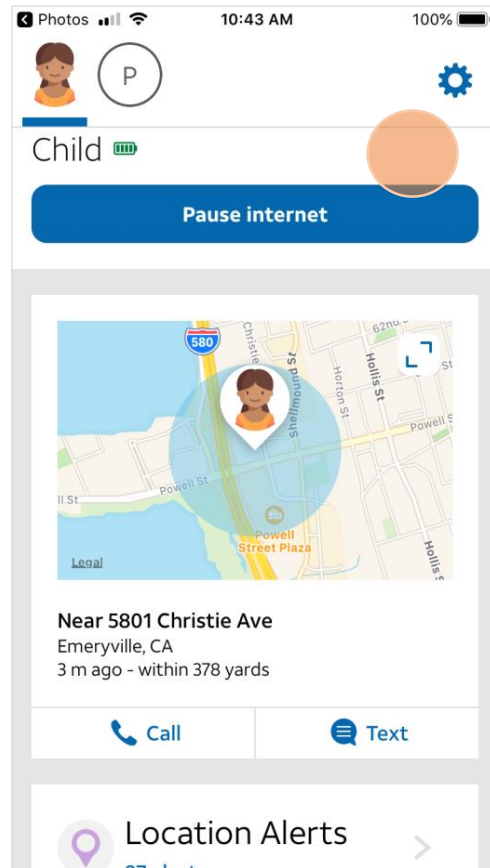 Photos 10:43 AM 100%
P
Child
Pause internet
580
Christie
62nd
Shellmound St
Horton St
Hollis St
St
Powell S
Powell St
ll St
Powell
Street Plaza
Hollis S
Legal
Near 5801 Christie Ave
Emeryville, CA
3 m ago - within 378 yards
Call Text
Location Alerts